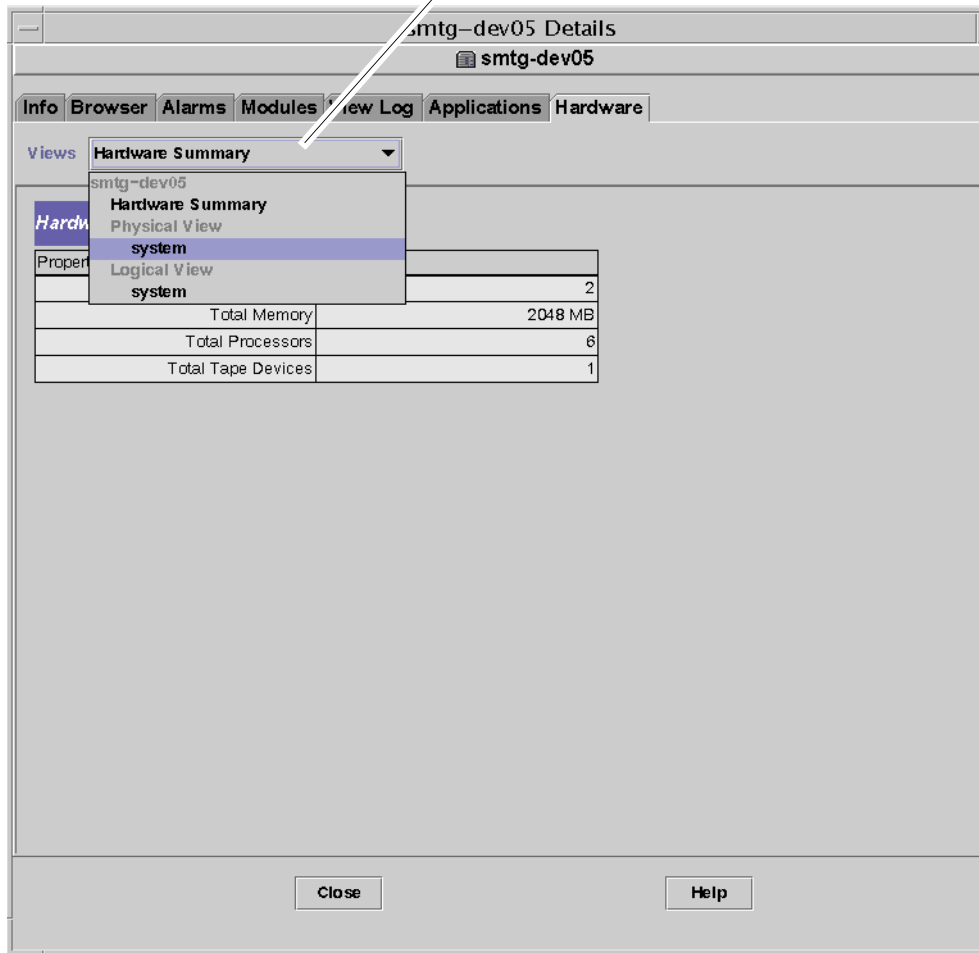 smtg-dev05 Details
smtg-dev05
Info Browser Alarms Modules View Log Applications Hardware
Views Hardware Summary
smtg-dev05
Hardware Summary
Physical View
system
Logical View
system
2
Total Memory 2048 MB
Total Processors 6
Total Tape Devices 1
Close Help